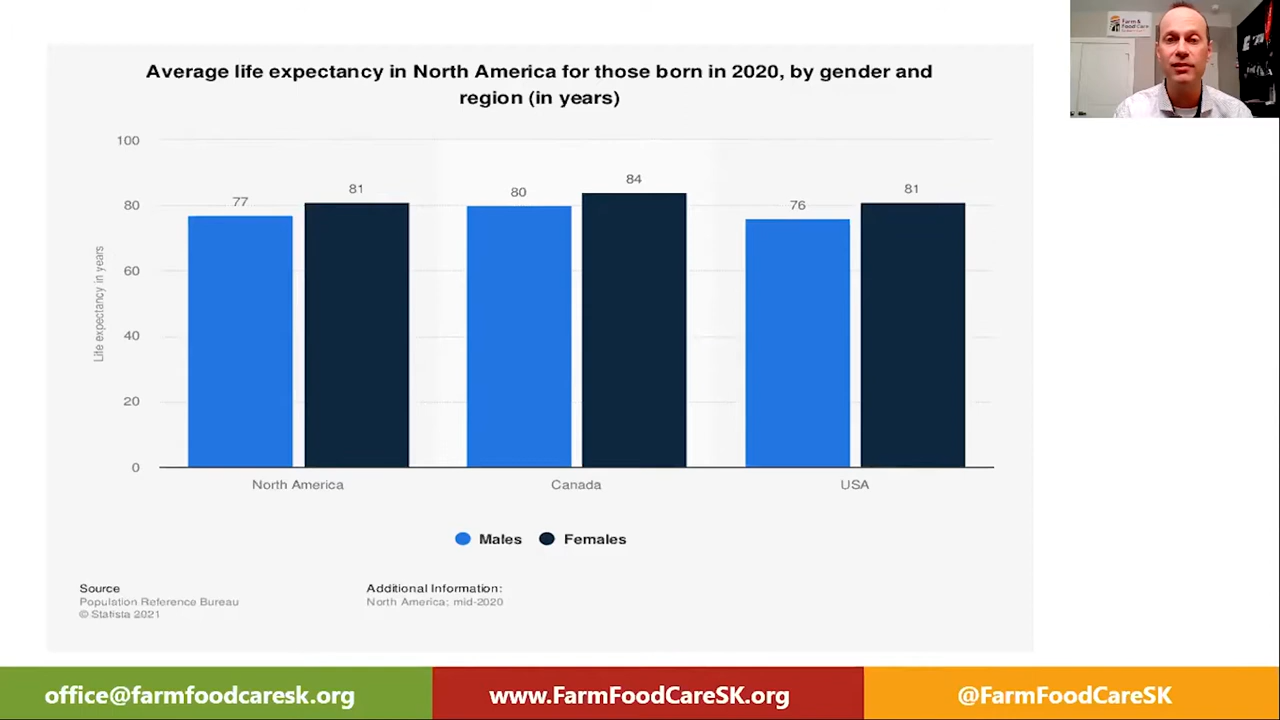 Farm &
Food Care
Average life expectancy in North America for those born in 2020, by gender and
region (in years)
Life expectancy in years
100
80
60
40
20
0
77
81
80
84
76
81
North America
Canada
USA
Males
Females
Source
Population Reference Bureau
© Statista 2021
Additional Information:
North America; mid-2020
office@farmfoodcaresk.org
www.FarmFoodCareSK.org
@FarmFoodCareSK